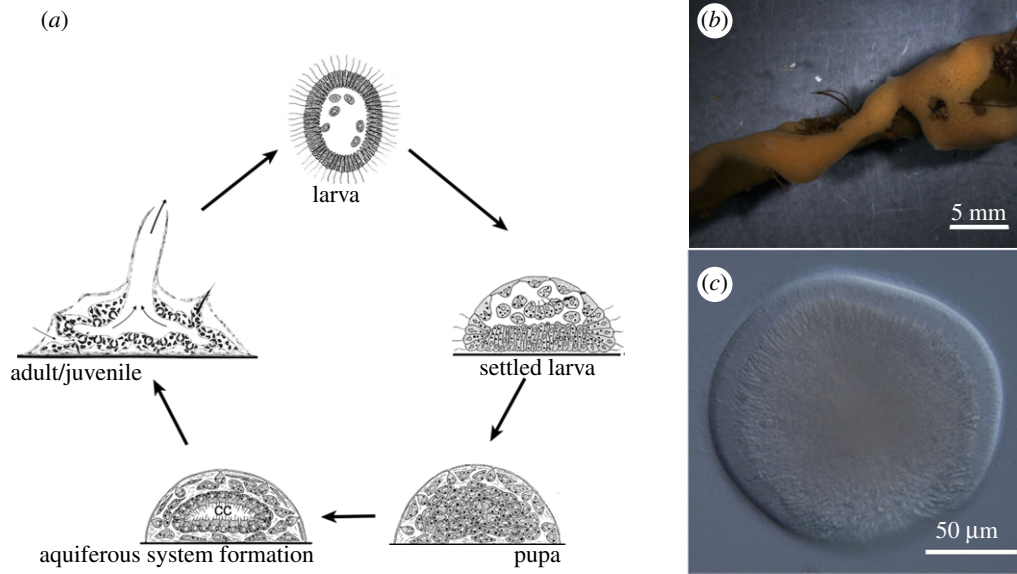 (a)
larva
adult/juvenile
settled larva
cc
aquiferous system formation
pupa
(b)
5 mm
(c)
50 µm